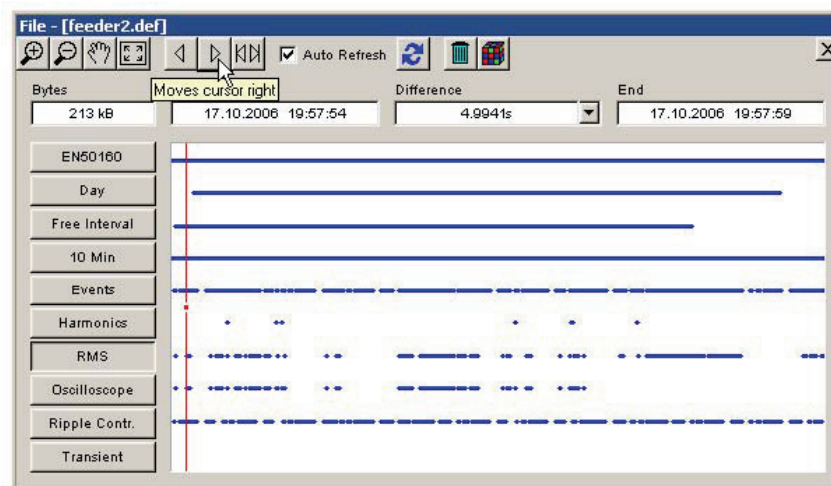 File - [feeder2.def]
Auto Refresh
Moves cursor right
Bytes
Difference
End
213 kB
17.10.2006 19:57:54
4.9941s
17.10.2006 19:57:59
EN50160
Day
Free Interval
10 Min
Events
Harmonics
RMS
Oscilloscope
Ripple Contr.
Transient